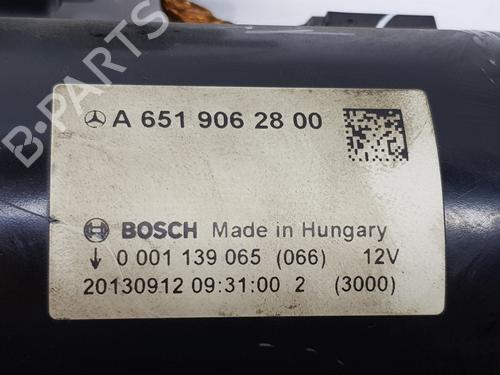 A 651 906 28 00
BOSCH Made in Hungary
0 001 139 065 (066) 12V
20130912 09:31:00 2 (3000)
B-PARTS